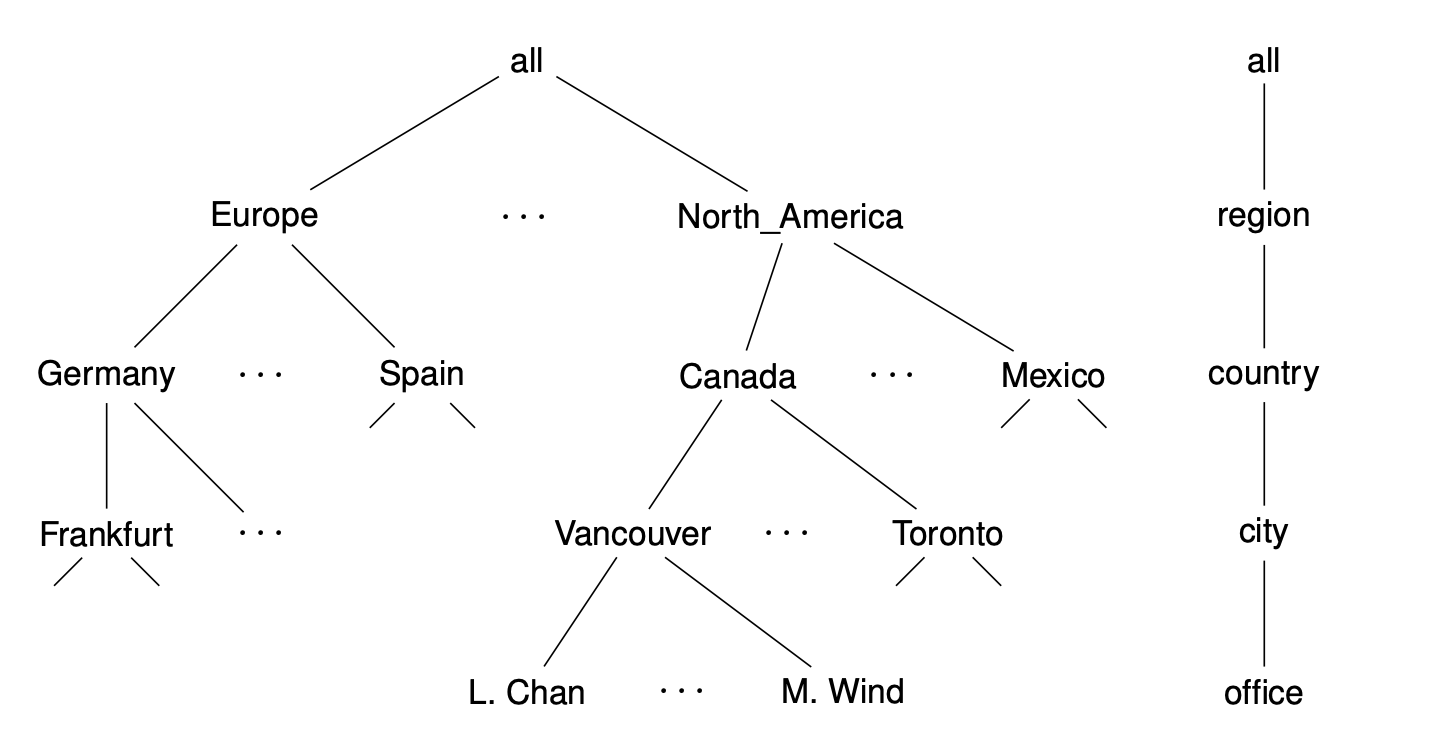 all all
Europe ··· North_America region
Germany ··· Spain Canada ··· Mexico country
Frankfurt ··· Vancouver ··· Toronto city
L. Chan ··· M. Wind office